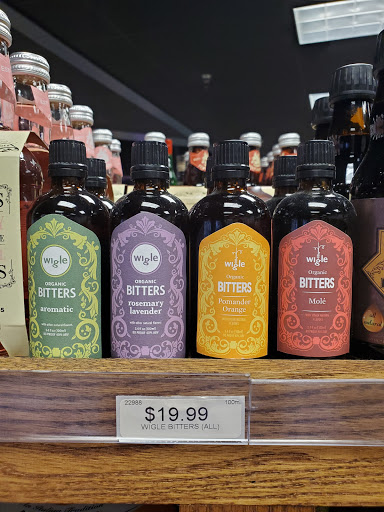 wigle
ORGANIC
BITTERS
aromatic
wigle
ORGANIC
BITTERS
rosemary
lavender
wigle
Organic
BITTERS
Pomander
Orange
wigle
Organic
BITTERS
Molé
22988 100ml
$19.99
WIGLE BITTERS (ALL)